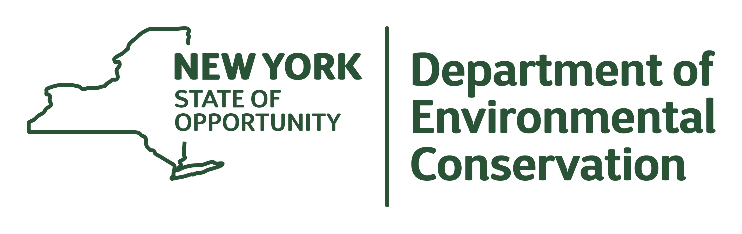 NEW YORK
STATE OF
OPPORTUNITY
Department of
Environmental
Conservation